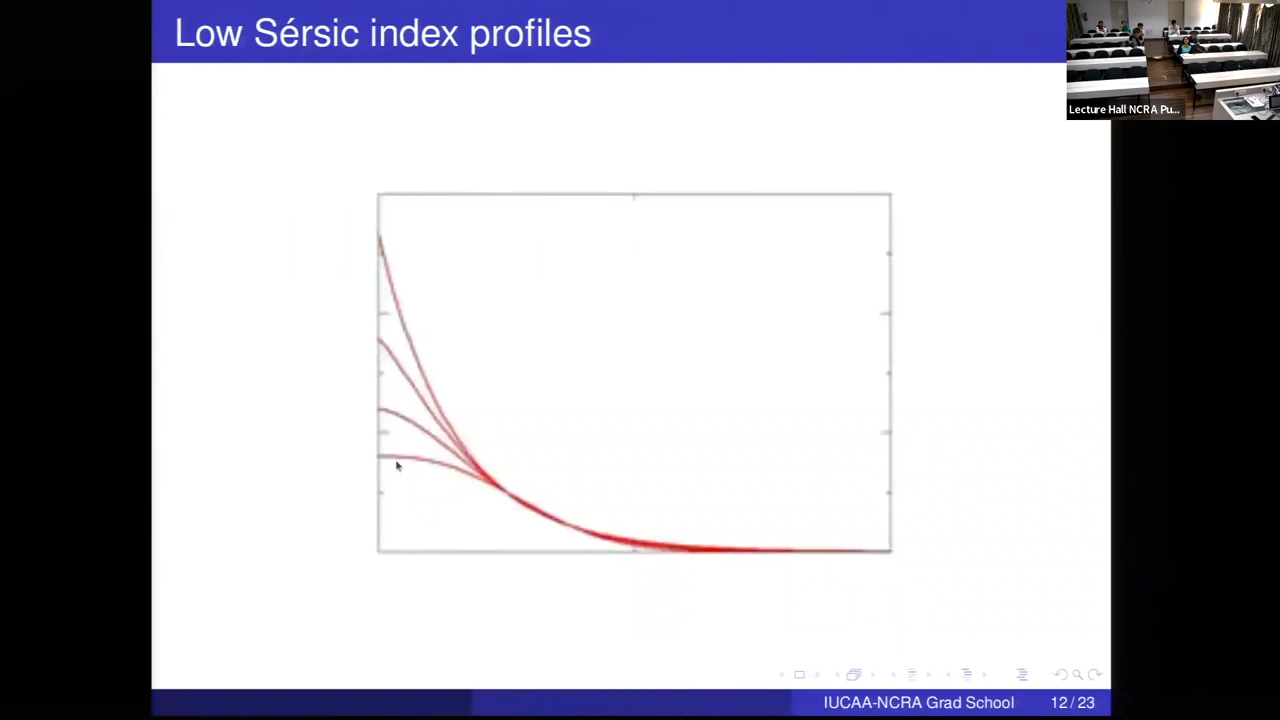 Low Sérsic index profiles
Lecture Hall NCRA Pu...
IUCAA-NCRA Grad School
12 / 23